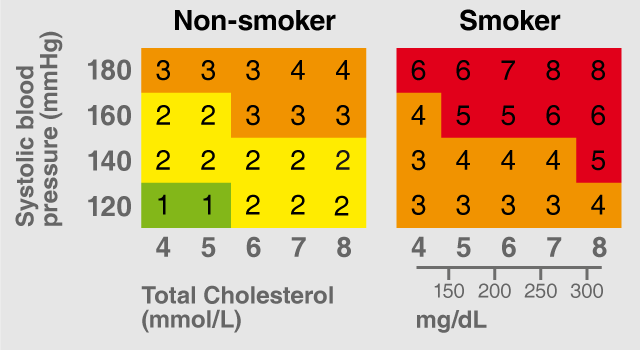 Non-smoker Smoker
Systolic blood
pressure (mmHg)
180 3 3 3 4 4 6 6 7 8 8
160 2 2 3 3 3 4 5 5 6 6
140 2 2 2 2 2 3 4 4 4 5
120 1 1 2 2 2 3 3 3 3 4
4 5 6 7 8 4 5 6 7 8
150 200 250 300
Total Cholesterol
(mmol/L)
mg/dL